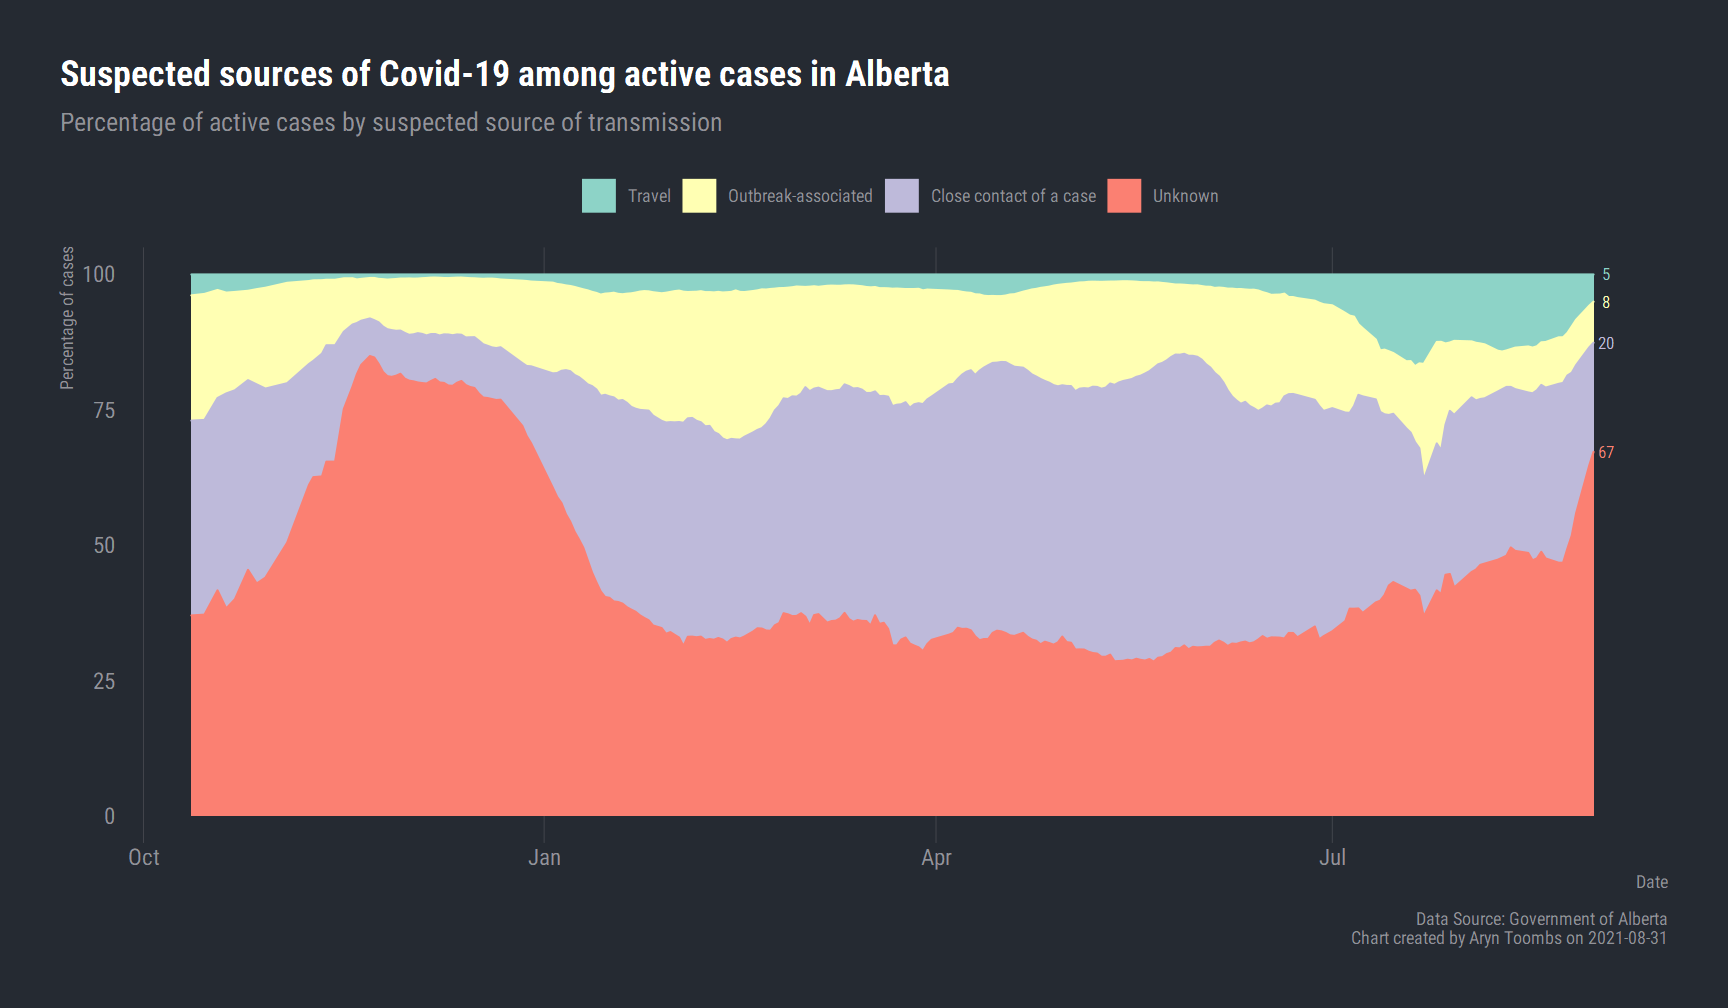 Suspected sources of Covid-19 among active cases in Alberta
Percentage of active cases by suspected source of transmission
Travel
Outbreak-associated
Close contact of a case
Unknown
Percentage of cases
100
75
50
25
0
5
8
20
67
Oct
Jan
Apr
Jul
Date
Data Source: Government of Alberta
Chart created by Aryn Toombs on 2021-08-31